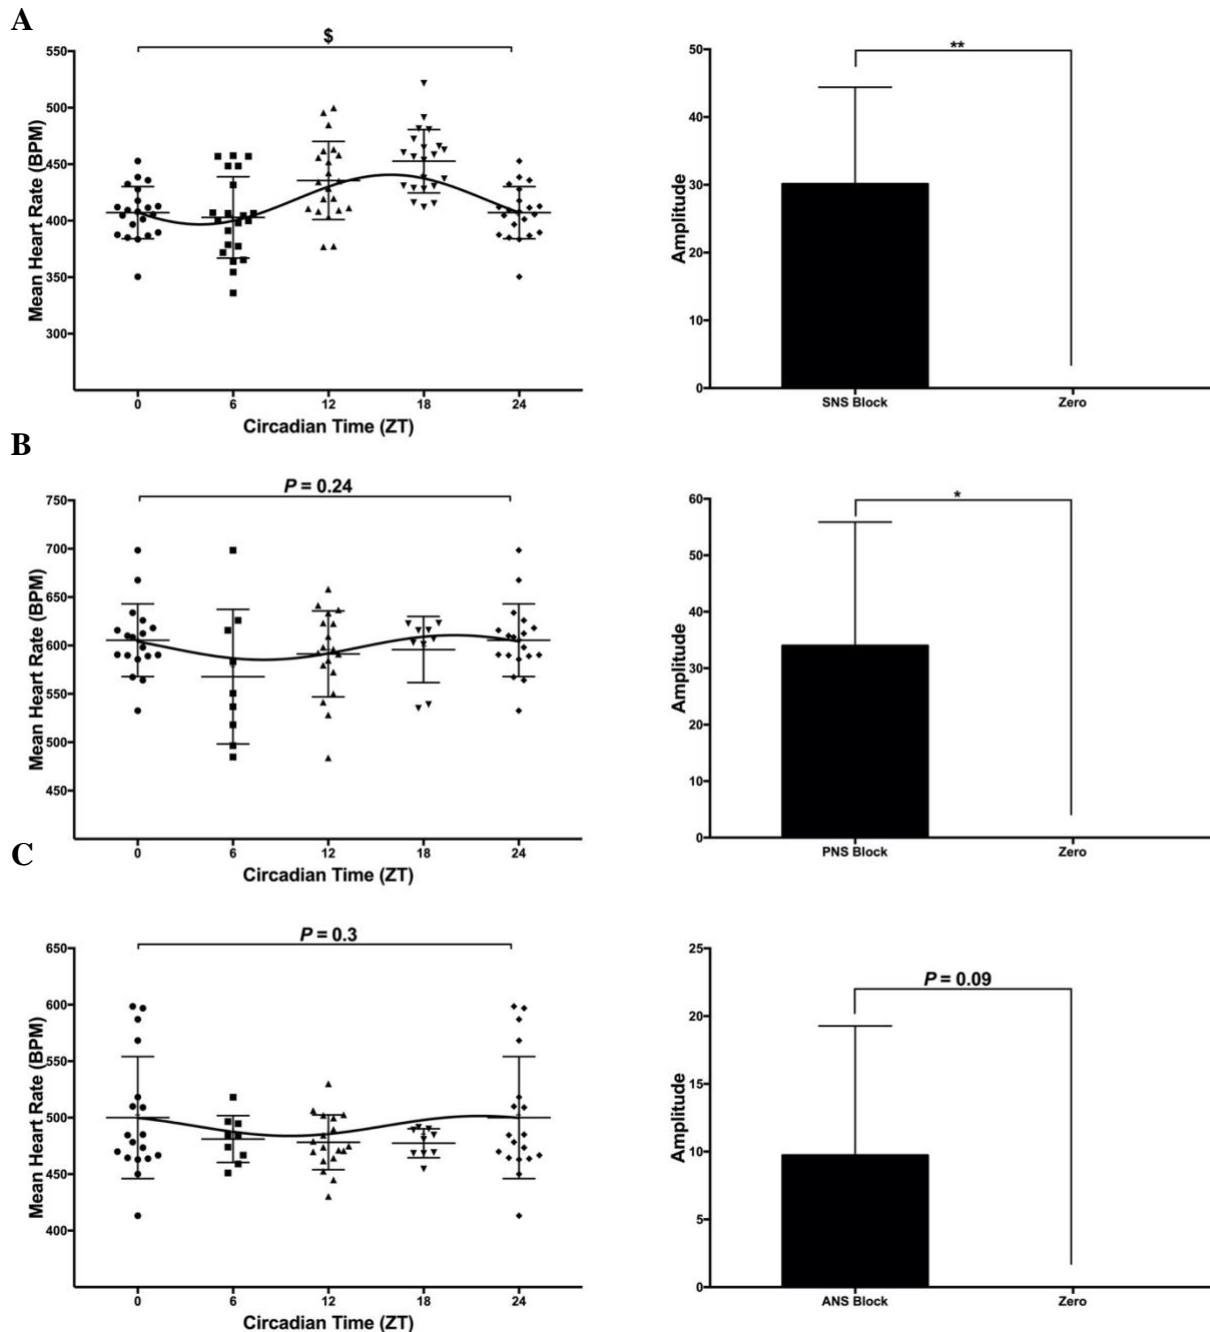 A
$
550
500
450
400
350
300
Mean Heart Rate (BPM)
0 6 12 18 24
Circadian Time (ZT)
**
50
40
30
20
10
0
Amplitude
SNS Block Zero
B
P = 0.24
750
700
650
600
550
500
450
Mean Heart Rate (BPM)
0 6 12 18 24
Circadian Time (ZT)
*
60
50
40
30
20
10
0
Amplitude
PNS Block Zero
C
P = 0.3
650
600
550
500
450
400
Mean Heart Rate (BPM)
0 6 12 18 24
Circadian Time (ZT)
P = 0.09
25
20
15
10
5
0
Amplitude
ANS Block Zero